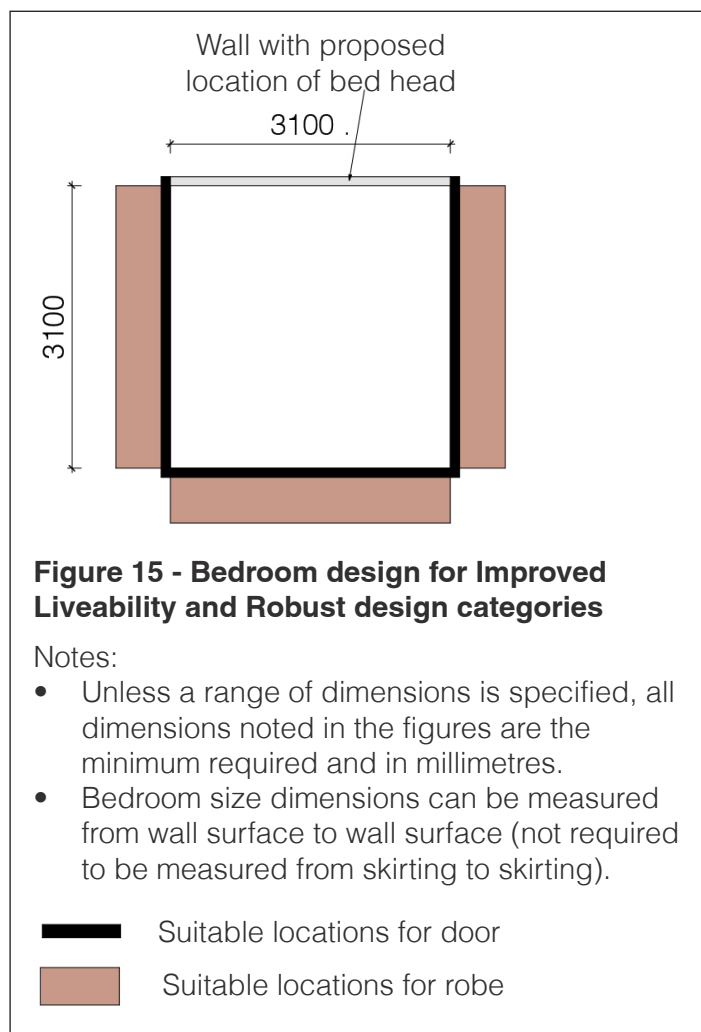 Wall with proposed
location of bed head
3100 .
3100
Figure 15 - Bedroom design for Improved
Liveability and Robust design categories
Notes:
• Unless a range of dimensions is specified, all
dimensions noted in the figures are the
minimum required and in millimetres.
• Bedroom size dimensions can be measured
from wall surface to wall surface (not required
to be measured from skirting to skirting).
Suitable locations for door
Suitable locations for robe